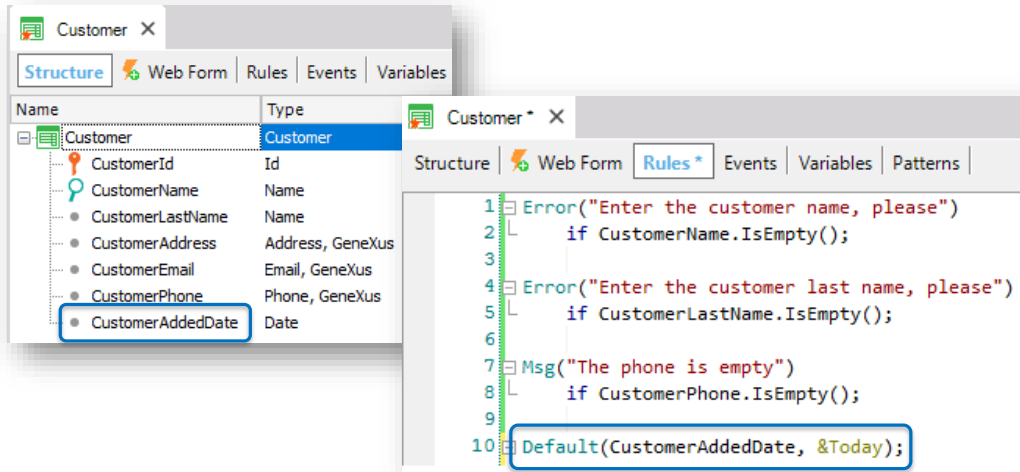 Customer
Structure Web Form Rules Events Variables
Name Type
Customer Customer
CustomerId Id
CustomerName Name
CustomerLastName Name
CustomerAddress Address, GeneXus
CustomerEmail Email, GeneXus
CustomerPhone Phone, GeneXus
CustomerAddedDate Date
Customer *
Structure Web Form Rules * Events Variables Patterns
1 Error("Enter the customer name, please")
2 if CustomerName.IsEmpty();
3
4 Error("Enter the customer last name, please")
5 if CustomerLastName.IsEmpty();
6
7 Msg("The phone is empty")
8 if CustomerPhone.IsEmpty();
9
10 Default(CustomerAddedDate, &Today);